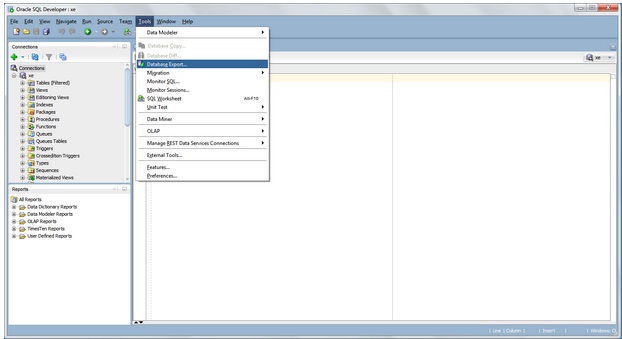 Oracle SQL Developer : xe
File Edit View Navigate Run Source Team Tools Window Help
Connections
Connections
xe
Tables (Filtered)
Views
Editioning Views
Indexes
Packages
Procedures
Functions
Queues
Queues Tables
Triggers
Crossedition Triggers
Types
Sequences
Materialized Views
Data Modeler
Database Copy...
Database Diff...
Database Export...
Migration
Monitor SQL...
Monitor Sessions...
SQL Worksheet Alt-F10
Unit Test
Data Miner
OLAP
Manage REST Data Services Connections
External Tools...
Features...
Preferences...
xe
Reports
All Reports
Data Dictionary Reports
Data Modeler Reports
OLAP Reports
TimesTen Reports
User Defined Reports
Line 1 Column 1 | Insert | | Windows: C